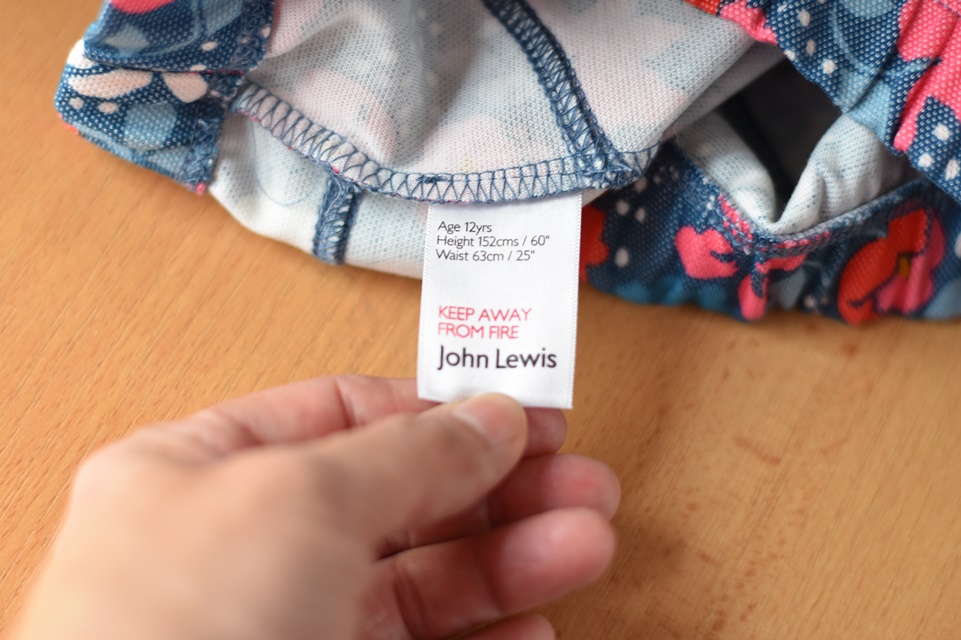 Age 12yrs
Height 152cms / 60"
Waist 63cm / 25"
KEEP AWAY
FROM FIRE
John Lewis